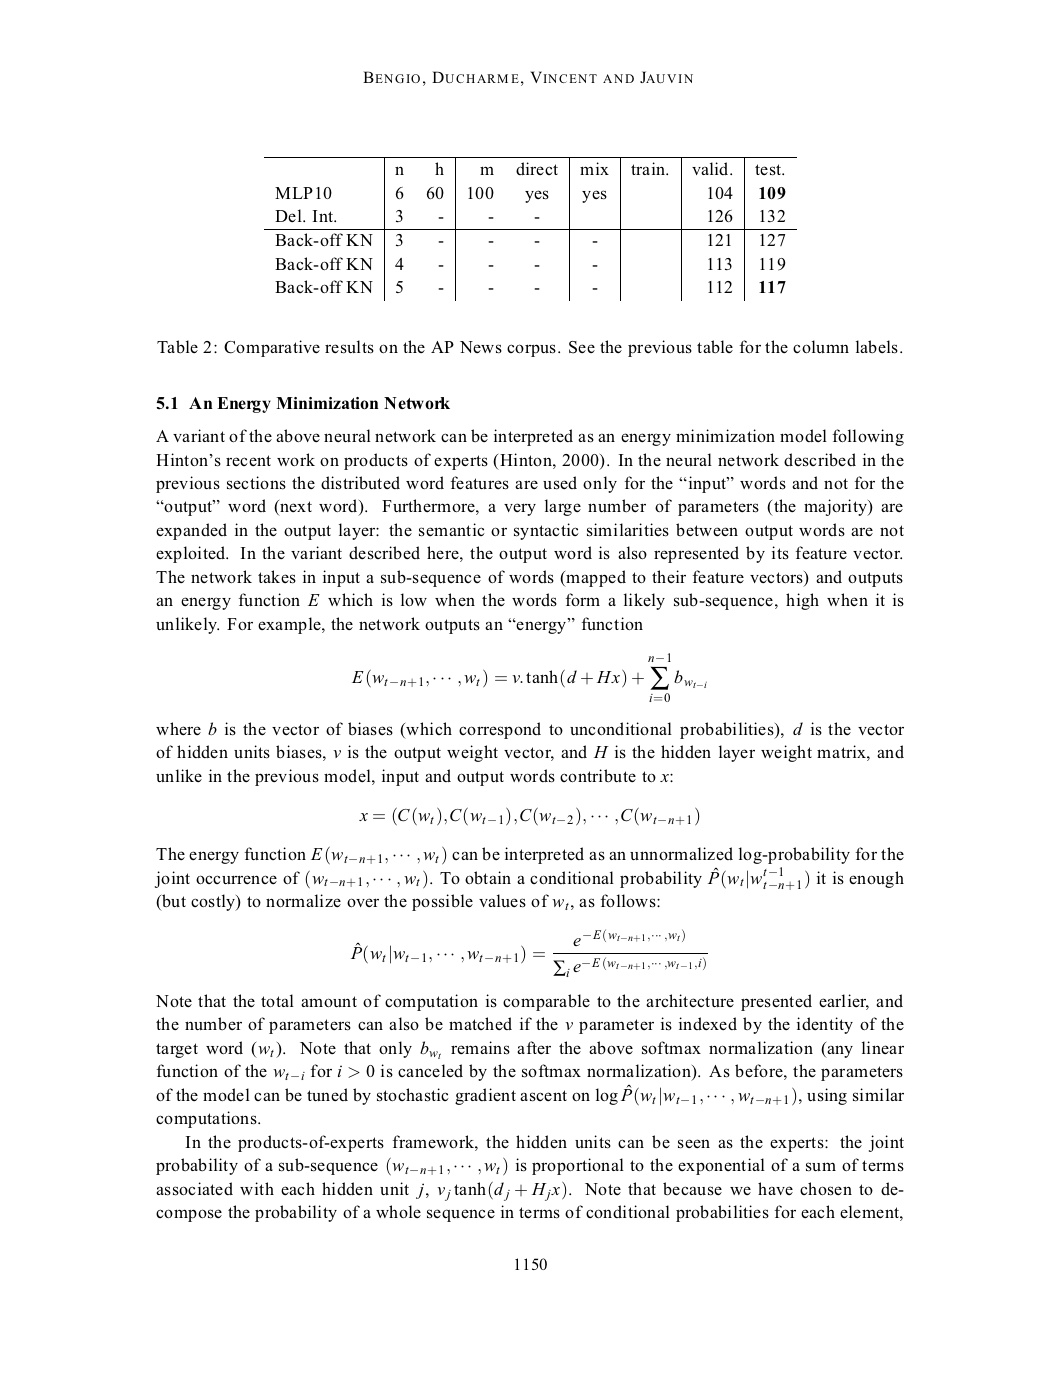 BENGIO, DUCHARME, VINCENT AND JAUVIN
n h m direct mix train. valid. test.
MLP10 6 60 100 yes yes 104 109
Del. Int. 3 - - - 126 132
Back-off KN 3 - - - - 121 127
Back-off KN 4 - - - - 113 119
Back-off KN 5 - - - - 112 117
Table 2: Comparative results on the AP News corpus. See the previous table for the column labels.
5.1 An Energy Minimization Network
A variant of the above neural network can be interpreted as an energy minimization model following
Hinton's recent work on products of experts (Hinton, 2000). In the neural network described in the
previous sections the distributed word features are used only for the “input” words and not for the
“output” word (next word). Furthermore, a very large number of parameters (the majority) are
expanded in the output layer: the semantic or syntactic similarities between output words are not
exploited. In the variant described here, the output word is also represented by its feature vector.
The network takes in input a sub-sequence of words (mapped to their feature vectors) and outputs
an energy function E which is low when the words form a likely sub-sequence, high when it is
unlikely. For example, the network outputs an “energy” function
E(w_{t−n+1}, ··· , w_t) = v. tanh(d + Hx) + ∑_{i=0}^{n−1} b_{w_{t−i}}
where b is the vector of biases (which correspond to unconditional probabilities), d is the vector
of hidden units biases, v is the output weight vector, and H is the hidden layer weight matrix, and
unlike in the previous model, input and output words contribute to x:
x = (C(w_t), C(w_{t−1}), C(w_{t−2}), ··· , C(w_{t−n+1})
The energy function E(w_{t−n+1}, ··· , w_t) can be interpreted as an unnormalized log-probability for the
joint occurrence of (w_{t−n+1}, ··· , w_t). To obtain a conditional probability P̂(w_t|w_{t−n+1}^{t−1}) it is enough
(but costly) to normalize over the possible values of w_t, as follows:
P̂(w_t|w_{t−1}, ··· , w_{t−n+1}) = e^{−E(w_{t−n+1}, ··· , w_t)} / ∑_i e^{−E(w_{t−n+1}, ··· , w_{t−1}, i)}
Note that the total amount of computation is comparable to the architecture presented earlier, and
the number of parameters can also be matched if the v parameter is indexed by the identity of the
target word (w_t). Note that only b_{w_t} remains after the above softmax normalization (any linear
function of the w_{t−i} for i > 0 is canceled by the softmax normalization). As before, the parameters
of the model can be tuned by stochastic gradient ascent on log P̂(w_t|w_{t−1}, ··· , w_{t−n+1}), using similar
computations.
In the products-of-experts framework, the hidden units can be seen as the experts: the joint
probability of a sub-sequence (w_{t−n+1}, ··· , w_t) is proportional to the exponential of a sum of terms
associated with each hidden unit j, v_j tanh(d_j + H_j x). Note that because we have chosen to de-
compose the probability of a whole sequence in terms of conditional probabilities for each element,
1150